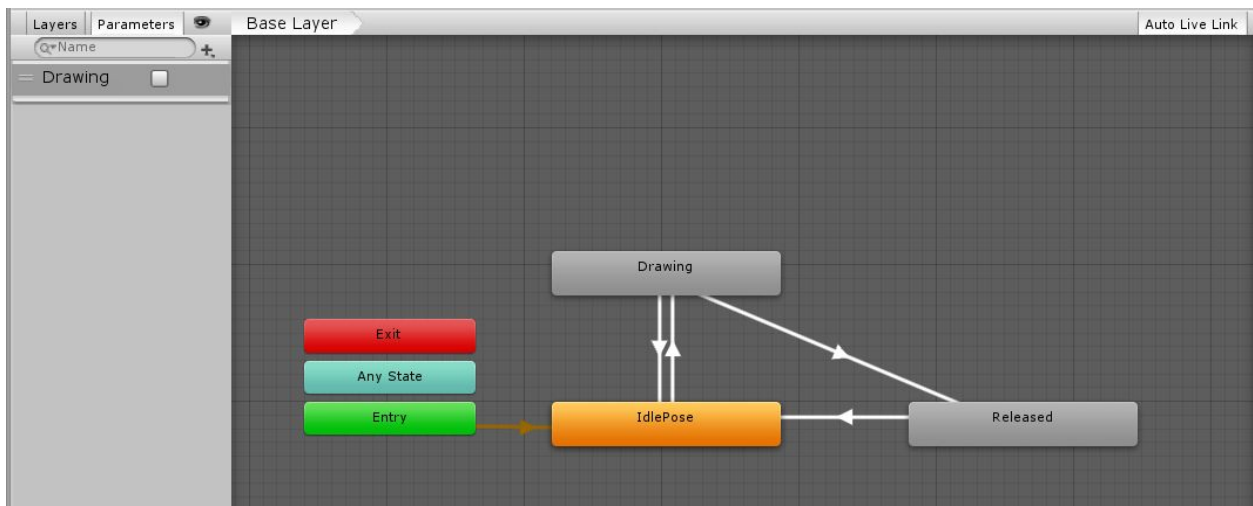 Layers Parameters Base Layer Auto Live Link
Name
Drawing
Drawing
Exit
Any State
Entry IdlePose Released